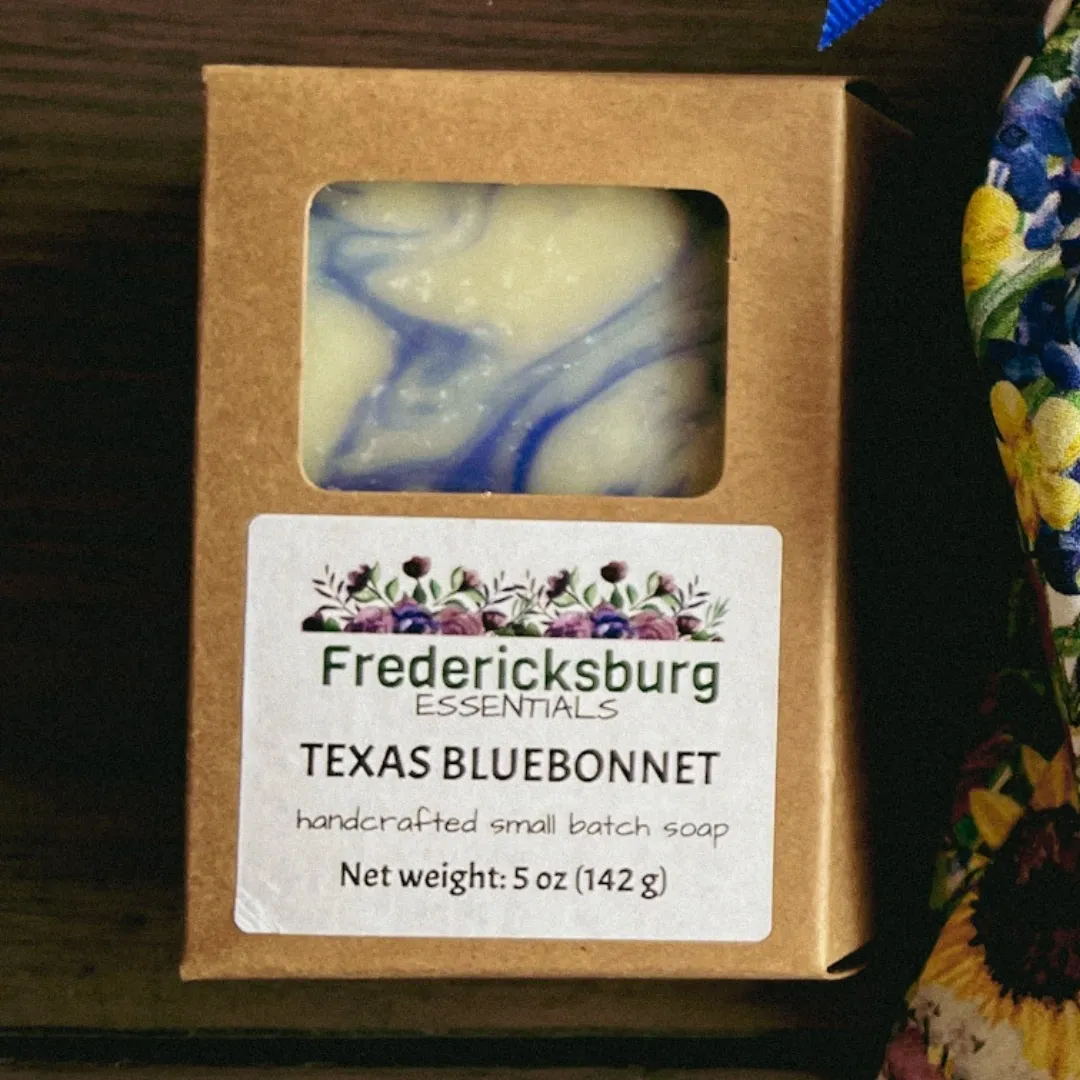 Fredericksburg
ESSENTIALS
TEXAS BLUEBONNET
handcrafted small batch soap
Net weight: 5 oz (142 g)